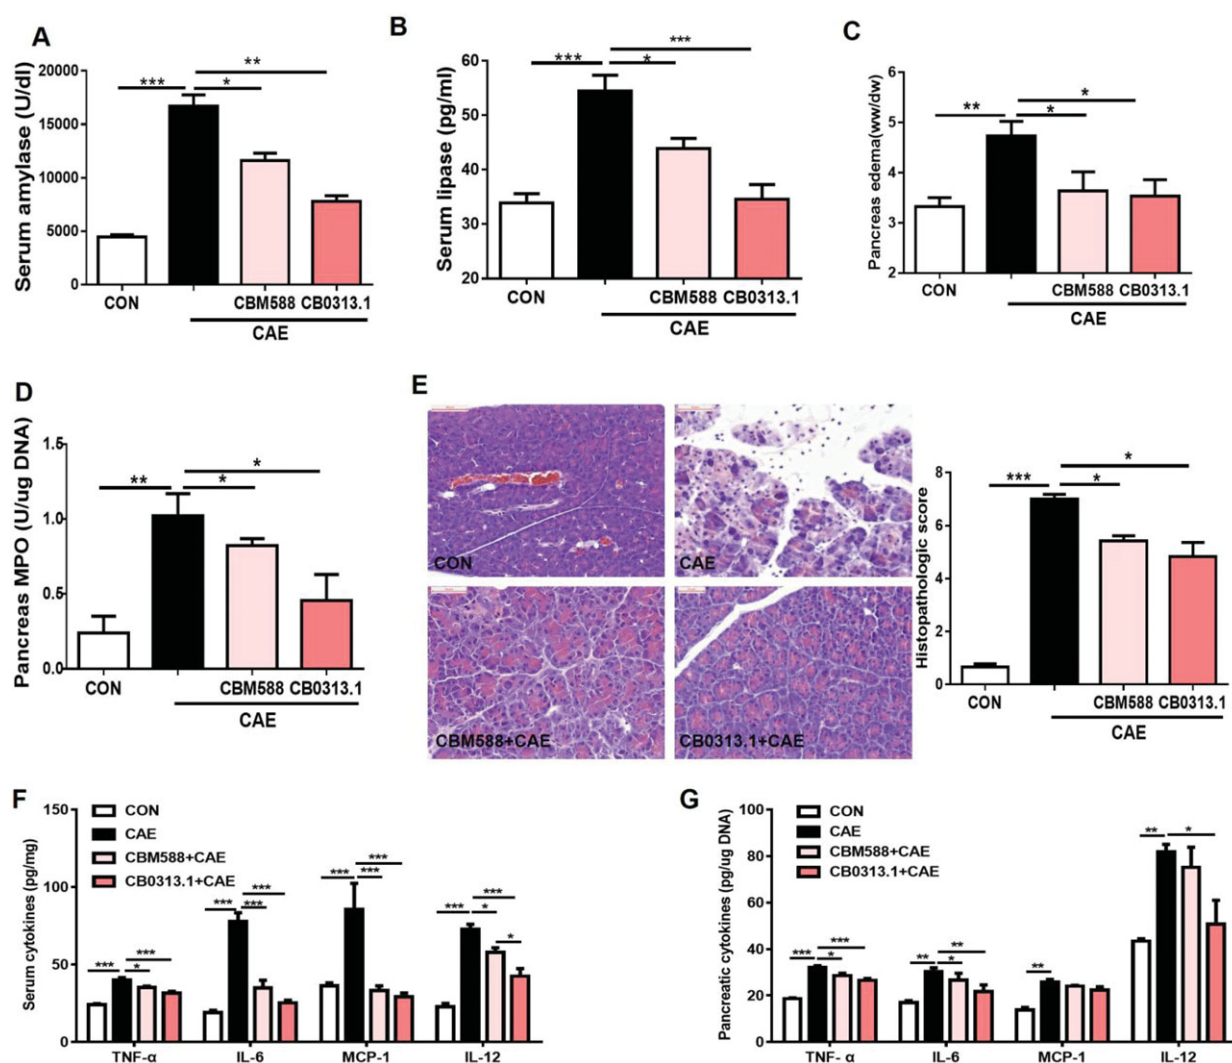 A
Serum amylase (U/dl)
20000
15000
10000
5000
0
***
*
**
CON
CBM588
CB0313.1
CAE
B
Serum lipase (pg/ml)
60
50
40
30
20
***
*
***
CON
CBM588
CB0313.1
CAE
C
Pancreas edema(ww/dw)
6
5
4
3
2
**
*
*
CON
CBM588
CB0313.1
CAE
D
Pancreas MPO (U/ug DNA)
1.5
1.0
0.5
0.0
**
*
*
CON
CBM588
CB0313.1
CAE
E
CON
CAE
CBM588+CAE
CB0313.1+CAE
Histopathologic score
8
6
4
2
0
***
*
*
CON
CBM588
CB0313.1
CAE
F
Serum cytokines (pg/mg)
150
100
50
0
CON
CAE
CBM588+CAE
CB0313.1+CAE
***
*
***
***
***
***
***
***
***
***
*
***
*
TNF-α
IL-6
MCP-1
IL-12
G
Pancreatic cytokines (pg/ug DNA)
100
80
60
40
20
0
CON
CAE
CBM588+CAE
CB0313.1+CAE
***
*
***
**
*
**
**
**
*
TNF- α
IL-6
MCP-1
IL-12